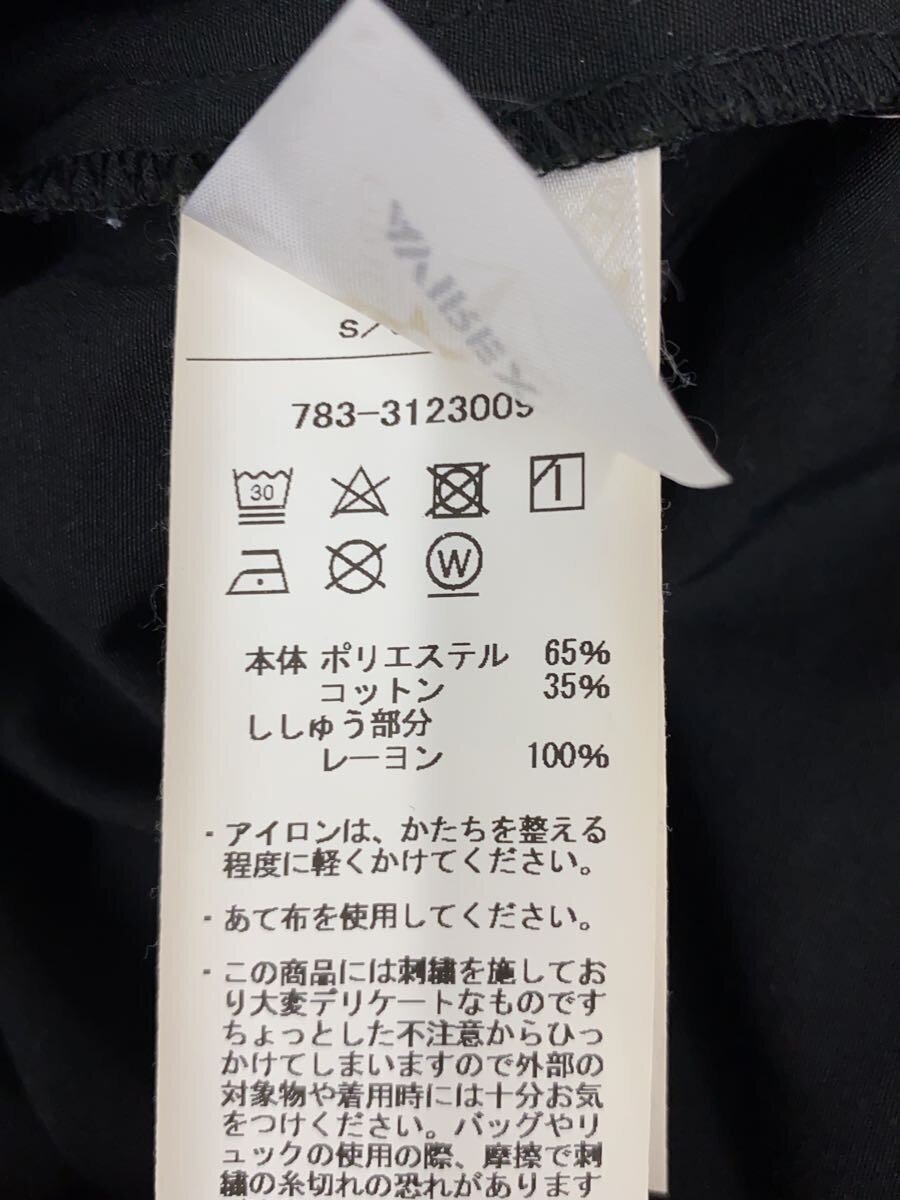 S/
783-3123009
30
W
本体 ポリエステル 65%
コットン 35%
ししゅう部分
レーヨン 100%
・アイロンは、かたちを整える
程度に軽くかけてください。
・あて布を使用してください。
・この商品には刺繍を施してお
り大変デリケートなものです
ちょっとした不注意からひっ
かけてしまいますので外部の
対象物や着用時には十分お気
をつけください。バッグやリ
ュックの使用の際、摩擦で刺
繍の糸切れの恐れがあります